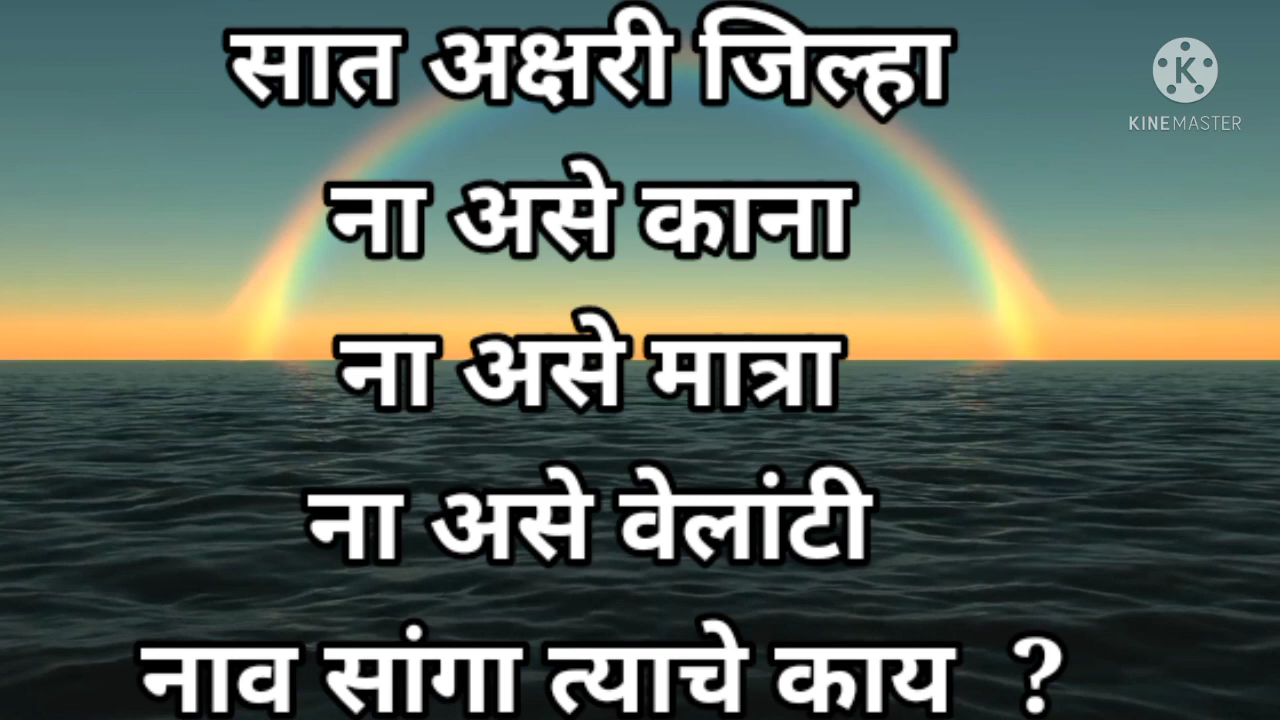 सात अक्षरी जिल्हा
KINEMASTER
ना असे काना
ना असे मात्रा
ना असे वेलांटी
नाव सांगा त्याचे काय ?